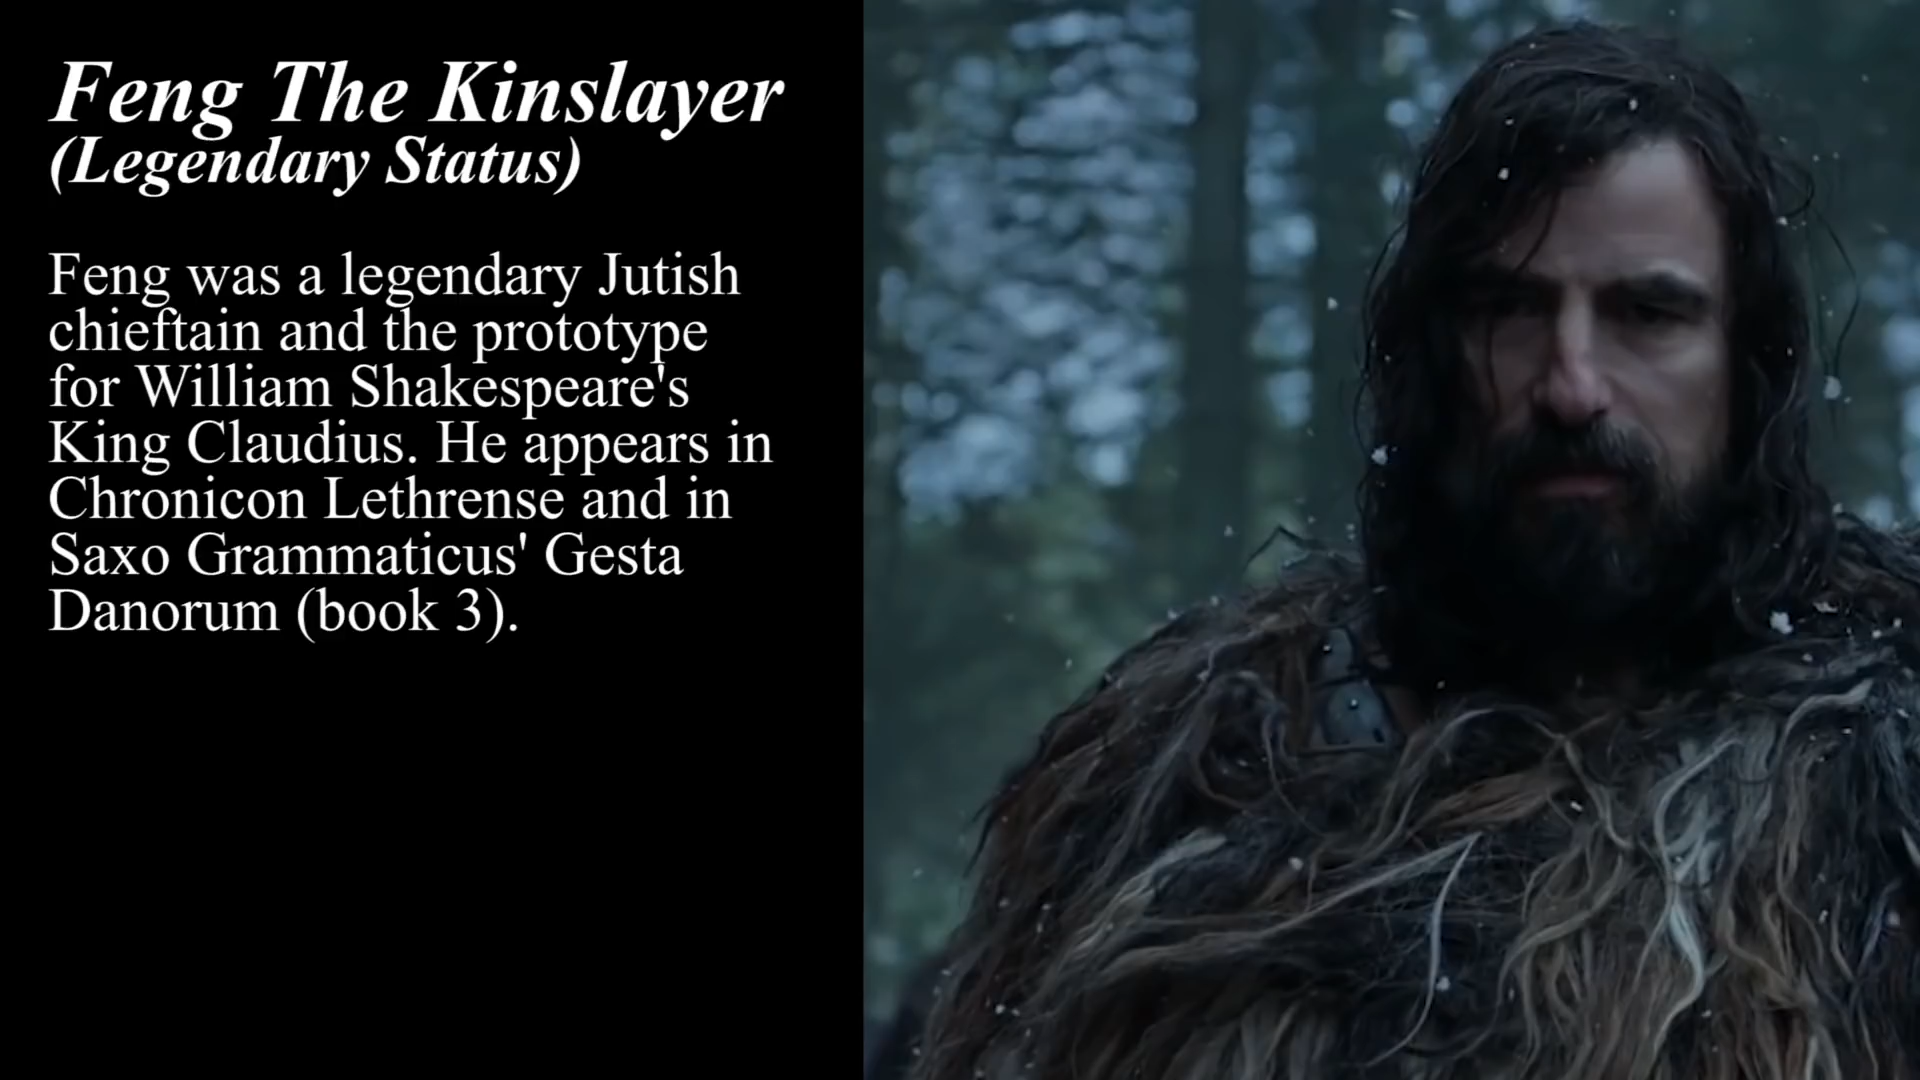 Feng The Kinslayer
(Legendary Status)
Feng was a legendary Jutish
chieftain and the prototype
for William Shakespeare's
King Claudius. He appears in
Chronicon Lethrense and in
Saxo Grammaticus' Gesta
Danorum (book 3).